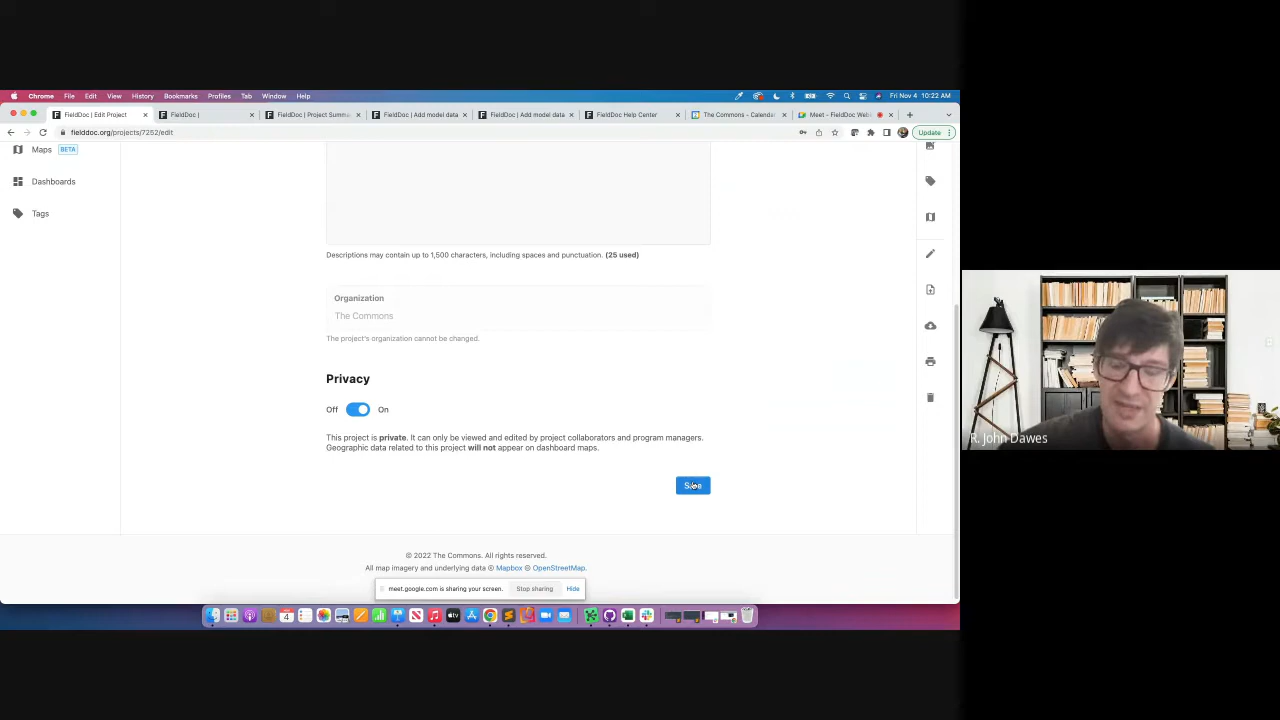 Chrome File Edit View History Bookmarks Profiles Tab Window Help Fri Nov 4 10:22 AM
FieldDoc | Edit Project FieldDoc | FieldDoc | Project Summa FieldDoc | Add model data FieldDoc | Add model data FieldDoc Help Center The Commons - Calendar Meet - FieldDoc Web
fielddoc.org/projects/7252/edit Update
Maps BETA
Dashboards
Tags
Descriptions may contain up to 1,500 characters, including spaces and punctuation. (25 used)
Organization
The Commons
The project's organization cannot be changed.
Privacy
Off On
This project is private. It can only be viewed and edited by project collaborators and program managers.
Geographic data related to this project will not appear on dashboard maps.
Save
© 2022 The Commons. All rights reserved.
All map imagery and underlying data © Mapbox © OpenStreetMap.
meet.google.com is sharing your screen. Stop sharing Hide
R. John Dawes